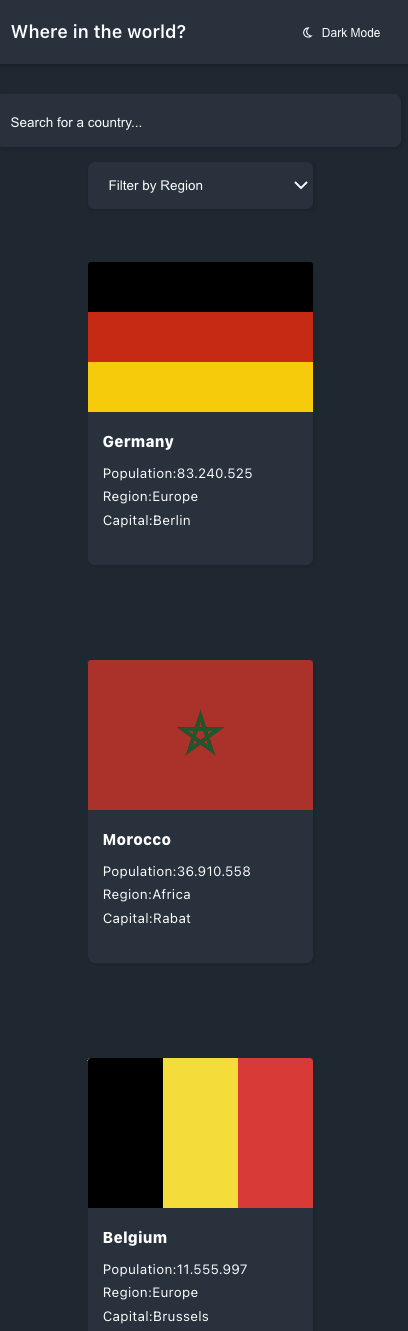 Where in the world?
Dark Mode
Search for a country...
Filter by Region
Germany
Population:83.240.525
Region:Europe
Capital:Berlin
Morocco
Population:36.910.558
Region:Africa
Capital:Rabat
Belgium
Population:11.555.997
Region:Europe
Capital:Brussels